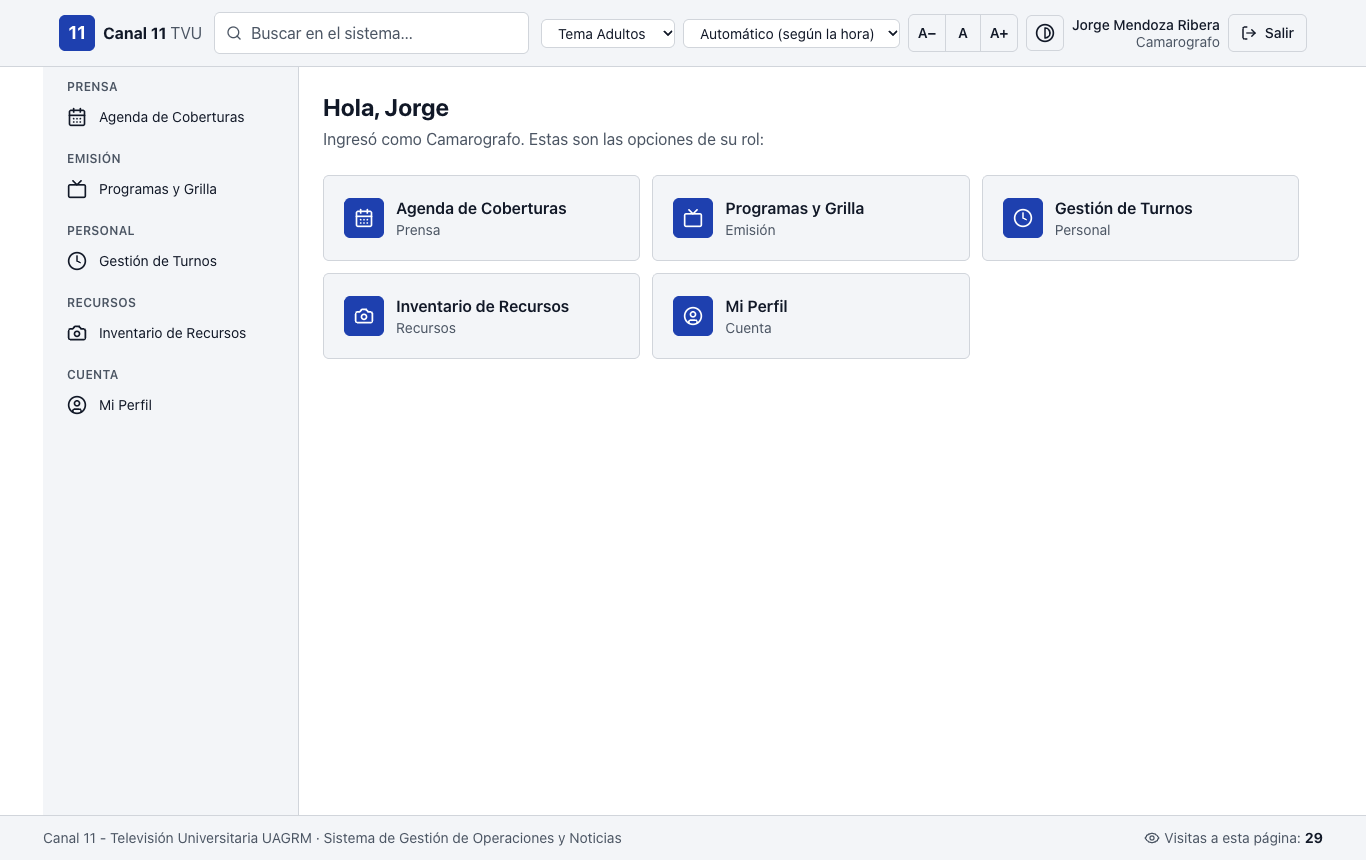 11 Canal 11 TVU
Buscar en el sistema...
Tema Adultos
Automático (según la hora)
A− A A+
Jorge Mendoza Ribera
Camarografo
Salir
PRENSA
Agenda de Coberturas
EMISIÓN
Programas y Grilla
PERSONAL
Gestión de Turnos
RECURSOS
Inventario de Recursos
CUENTA
Mi Perfil
Hola, Jorge
Ingresó como Camarografo. Estas son las opciones de su rol:
Agenda de Coberturas
Prensa
Programas y Grilla
Emisión
Gestión de Turnos
Personal
Inventario de Recursos
Recursos
Mi Perfil
Cuenta
Canal 11 - Televisión Universitaria UAGRM · Sistema de Gestión de Operaciones y Noticias
Visitas a esta página: 29